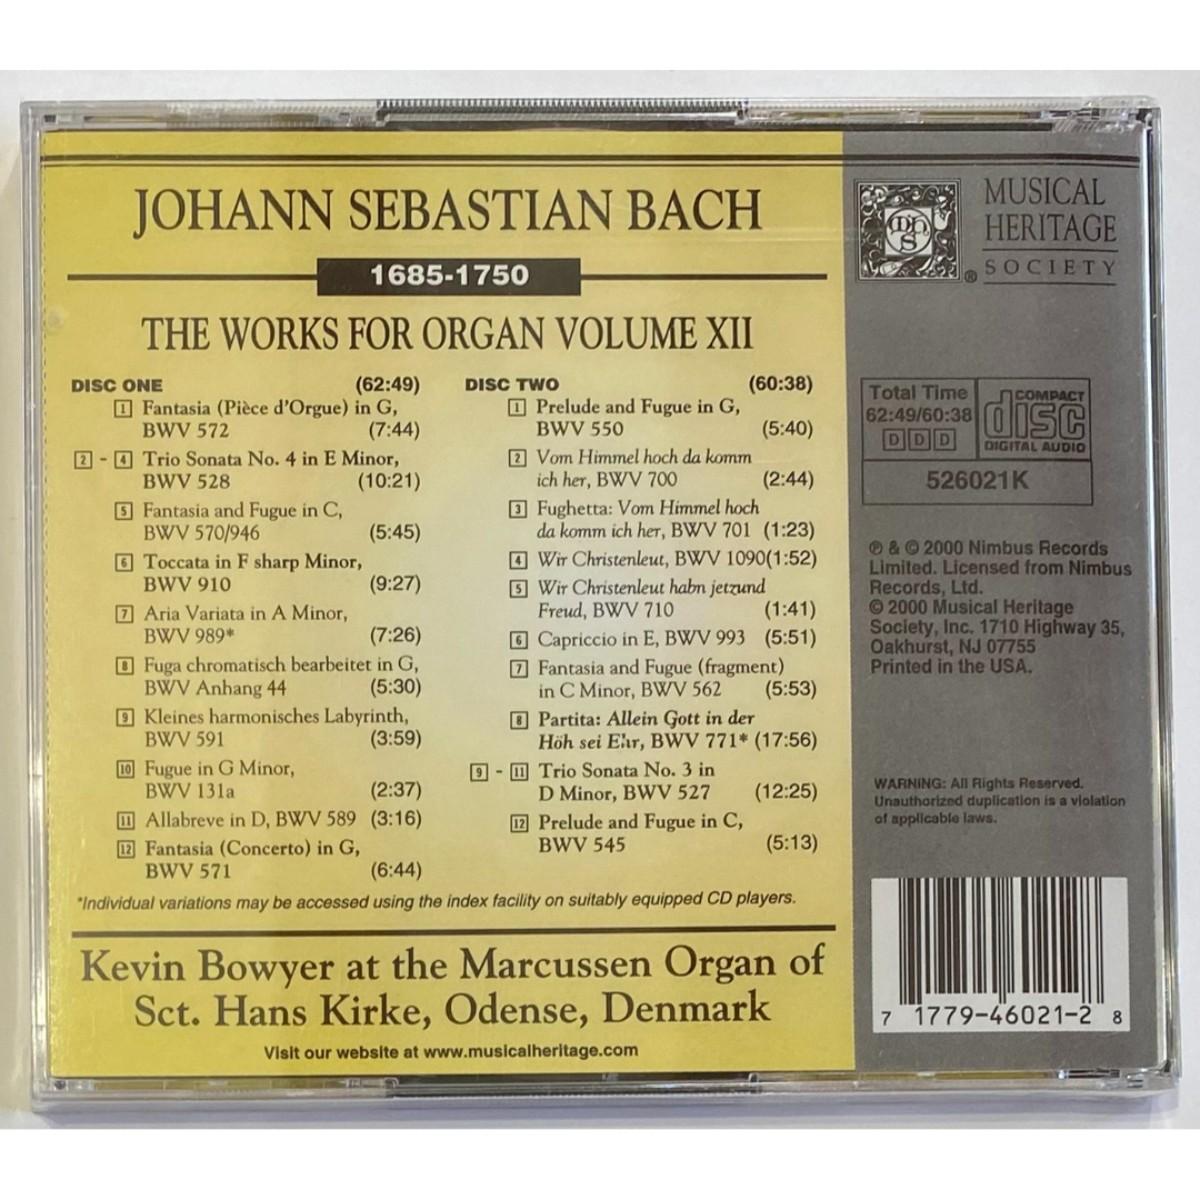 JOHANN SEBASTIAN BACH
1685-1750
THE WORKS FOR ORGAN VOLUME XII
DISC ONE (62:49)
1 Fantasia (Pièce d'Orgue) in G,
BWV 572 (7:44)
2 - 4 Trio Sonata No. 4 in E Minor,
BWV 528 (10:21)
5 Fantasia and Fugue in C,
BWV 570/946 (5:45)
6 Toccata in F sharp Minor,
BWV 910 (9:27)
7 Aria Variata in A Minor,
BWV 989* (7:26)
8 Fuga chromatisch bearbeitet in G,
BWV Anhang 44 (5:30)
9 Kleines harmonisches Labyrinth,
BWV 591 (3:59)
10 Fugue in G Minor,
BWV 131a (2:37)
11 Allabreve in D, BWV 589 (3:16)
12 Fantasia (Concerto) in G,
BWV 571 (6:44)
DISC TWO (60:38)
1 Prelude and Fugue in G,
BWV 550 (5:40)
2 Vom Himmel hoch da komm
ich her, BWV 700 (2:44)
3 Fughetta: Vom Himmel hoch
da komm ich her, BWV 701 (1:23)
4 Wir Christenleut, BWV 1090 (1:52)
5 Wir Christenleut habn jetzund
Freud, BWV 710 (1:41)
6 Capriccio in E, BWV 993 (5:51)
7 Fantasia and Fugue (fragment)
in C Minor, BWV 562 (5:53)
8 Partita: Allein Gott in der
Höh sei Ehr, BWV 771* (17:56)
9 - 11 Trio Sonata No. 3 in
D Minor, BWV 527 (12:25)
12 Prelude and Fugue in C,
BWV 545 (5:13)
*Individual variations may be accessed using the index facility on suitably equipped CD players.
Kevin Bowyer at the Marcussen Organ of
Sct. Hans Kirke, Odense, Denmark
Visit our website at www.musicalheritage.com
MHS
®
MUSICAL
HERITAGE
SOCIETY
Total Time
62:49/60:38
DDD
COMPACT
disc
DIGITAL AUDIO
526021K
℗ & © 2000 Nimbus Records
Limited. Licensed from Nimbus
Records, Ltd.
© 2000 Musical Heritage
Society, Inc. 1710 Highway 35,
Oakhurst, NJ 07755
Printed in the USA.
WARNING: All Rights Reserved.
Unauthorized duplication is a violation
of applicable laws.
7 1779-46021-2 8